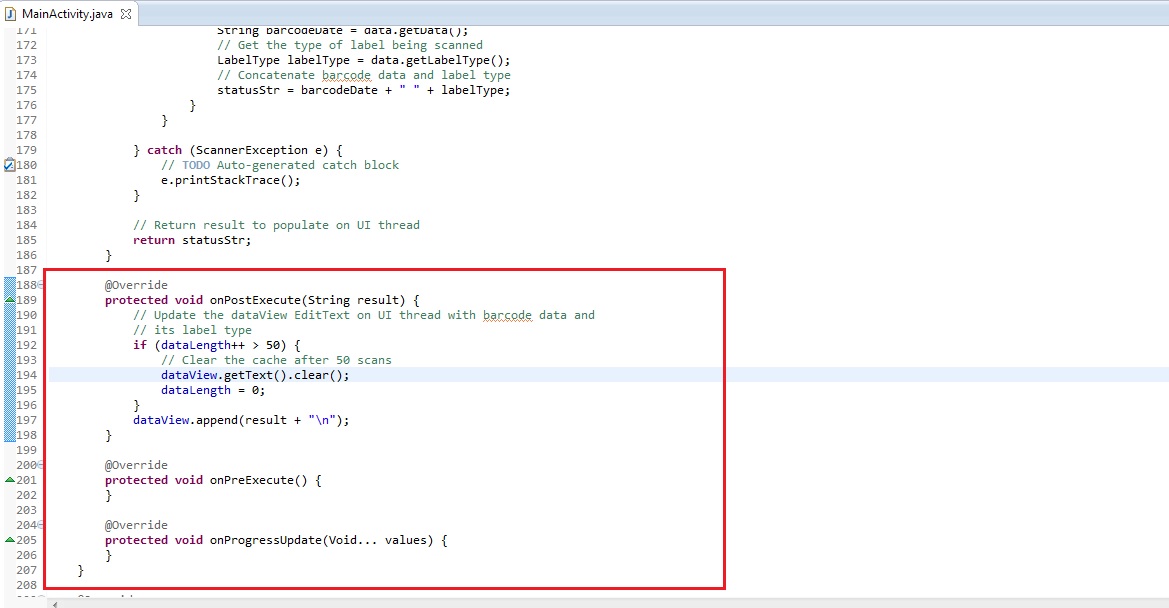 MainActivity.java
171 String barcodeDate = data.getData();
172 // Get the type of label being scanned
173 LabelType labelType = data.getLabelType();
174 // Concatenate barcode data and label type
175 statusStr = barcodeDate + " " + labelType;
176 }
177 }
178
179 } catch (ScannerException e) {
180 // TODO Auto-generated catch block
181 e.printStackTrace();
182 }
183
184 // Return result to populate on UI thread
185 return statusStr;
186 }
187
188 @Override
189 protected void onPostExecute(String result) {
190 // Update the dataView EditText on UI thread with barcode data and
191 // its label type
192 if (dataLength++ > 50) {
193 // Clear the cache after 50 scans
194 dataView.getText().clear();
195 dataLength = 0;
196 }
197 dataView.append(result + "\n");
198 }
199
200 @Override
201 protected void onPreExecute() {
202 }
203
204 @Override
205 protected void onProgressUpdate(Void... values) {
206 }
207 }
208